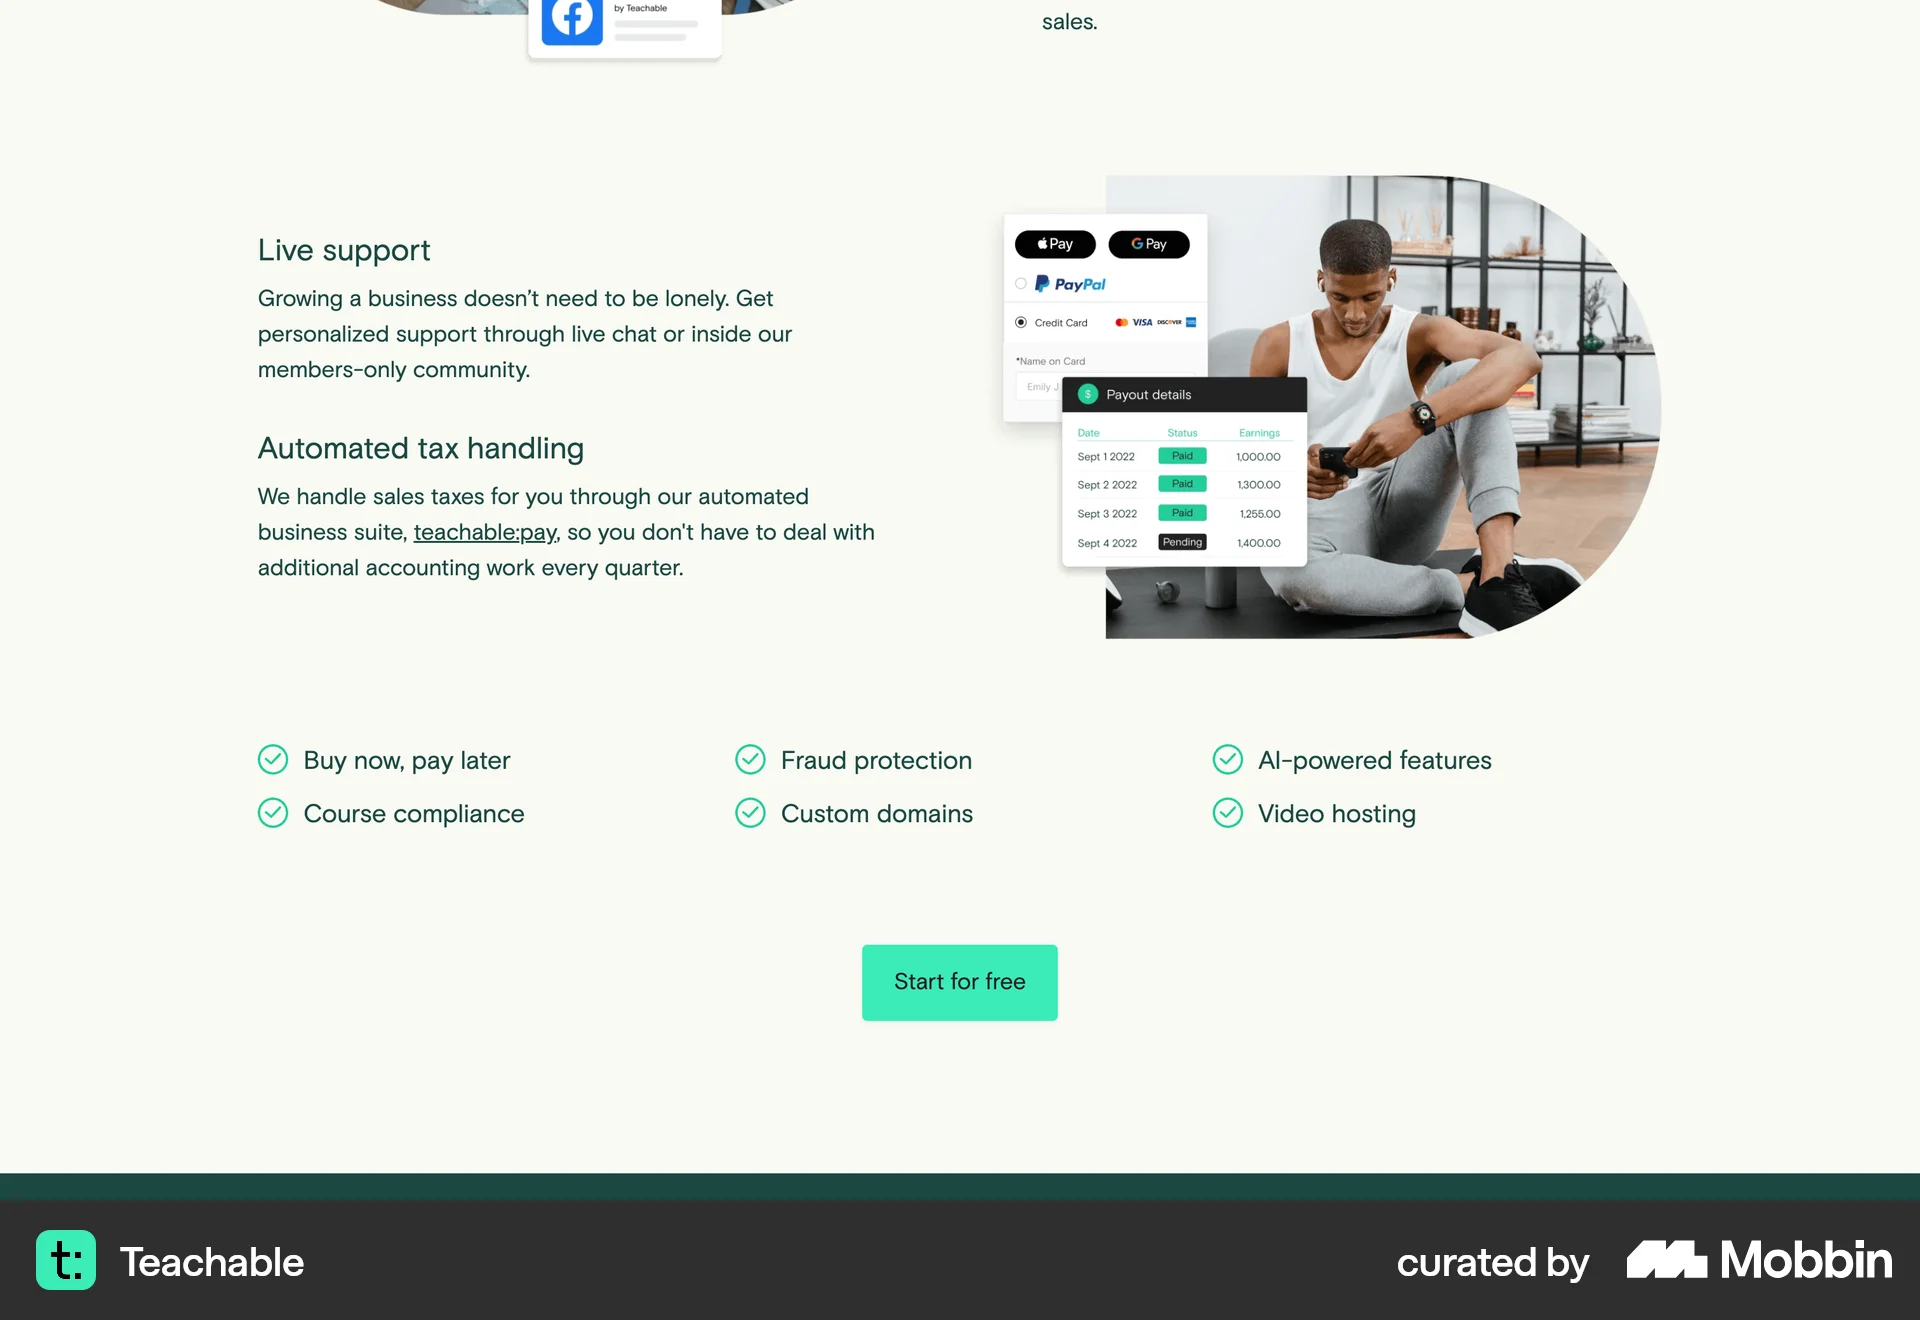 by Teachable
sales.
Live support
Growing a business doesn’t need to be lonely. Get
personalized support through live chat or inside our
members-only community.
Automated tax handling
We handle sales taxes for you through our automated
business suite, teachable:pay, so you don't have to deal with
additional accounting work every quarter.
Pay
G Pay
PayPal
Credit Card VISA DISCOVER
*Name on Card
Emily J
$ Payout details
Date Status Earnings
Sept 1 2022 Paid 1,000.00
Sept 2 2022 Paid 1,300.00
Sept 3 2022 Paid 1,255.00
Sept 4 2022 Pending 1,400.00
Buy now, pay later
Fraud protection
AI-powered features
Course compliance
Custom domains
Video hosting
Start for free
t: Teachable
curated by Mobbin